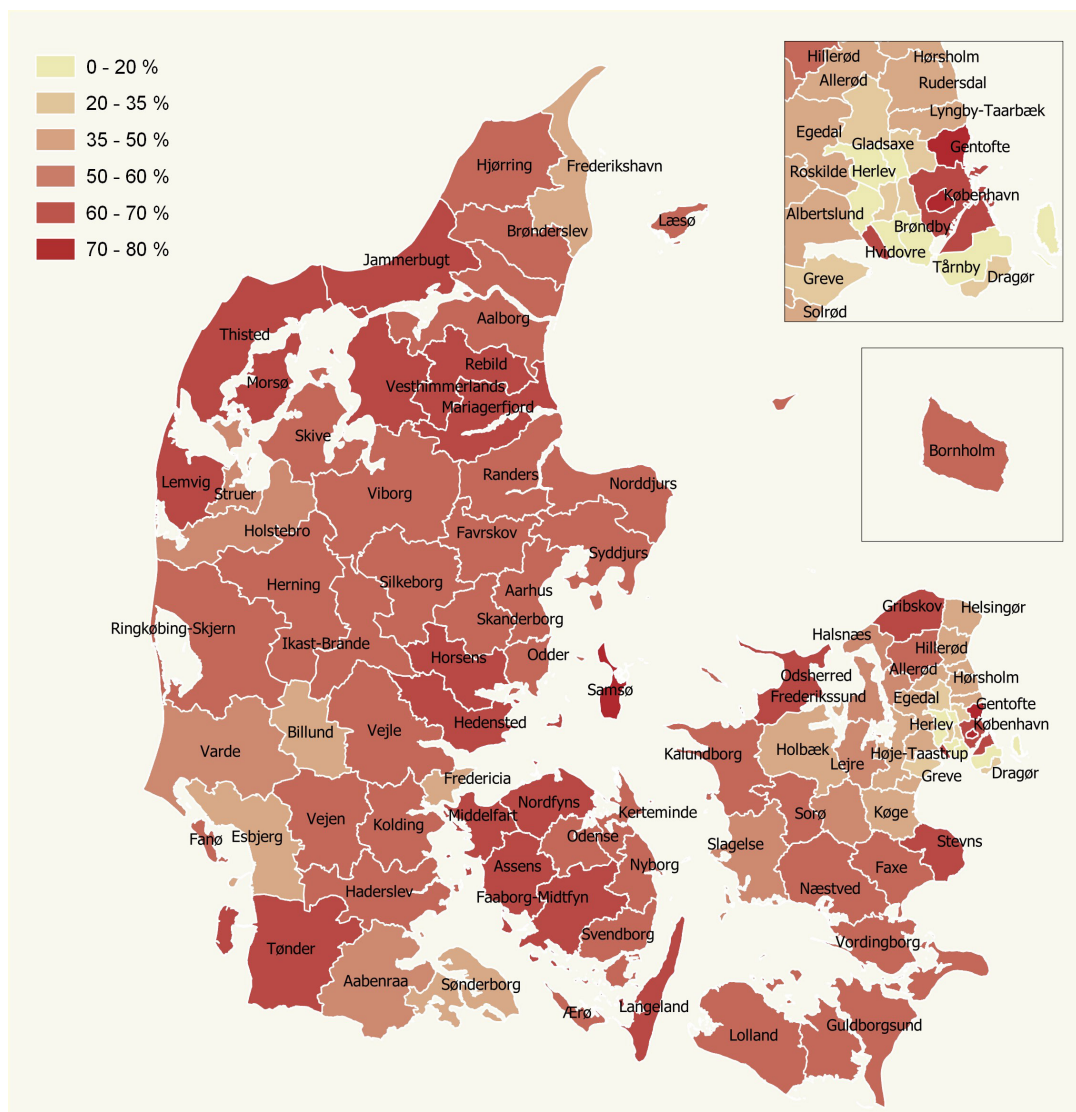 0 - 20 %
20 - 35 %
35 - 50 %
50 - 60 %
60 - 70 %
70 - 80 %
Hillerød
Hørsholm
Allerød
Rudersdal
Lyngby-Taarbæk
Egedal
Gladsaxe
Gentofte
Roskilde
Herlev
København
Albertslund
Brøndby
Hvidovre
Tårnby
Greve
Dragør
Solrød
Hjørring
Frederikshavn
Læsø
Brønderslev
Jammerbugt
Aalborg
Thisted
Rebild
Morsø
Vesthimmerlands
Mariagerfjord
Skive
Bornholm
Lemvig
Struer
Viborg
Randers
Norddjurs
Holstebro
Favrskov
Syddjurs
Herning
Silkeborg
Aarhus
Skanderborg
Ringkøbing-Skjern
Ikast-Brande
Horsens
Odder
Gribskov
Helsingør
Halsnæs
Hillerød
Allerød
Odsherred
Hørsholm
Samsø
Frederikssund
Egedal
Gentofte
Herlev
København
Hedensted
Billund
Vejle
Varde
Kalundborg
Holbæk
Lejre
Høje-Taastrup
Greve
Dragør
Fredericia
Nordfyns
Middelfart
Kerteminde
Vejen
Kolding
Sorø
Køge
Fanø
Esbjerg
Odense
Slagelse
Stevns
Assens
Nyborg
Faxe
Haderslev
Faaborg-Midtfyn
Næstved
Svendborg
Tønder
Vordingborg
Aabenraa
Sønderborg
Ærø
Langeland
Lolland
Guldborgsund